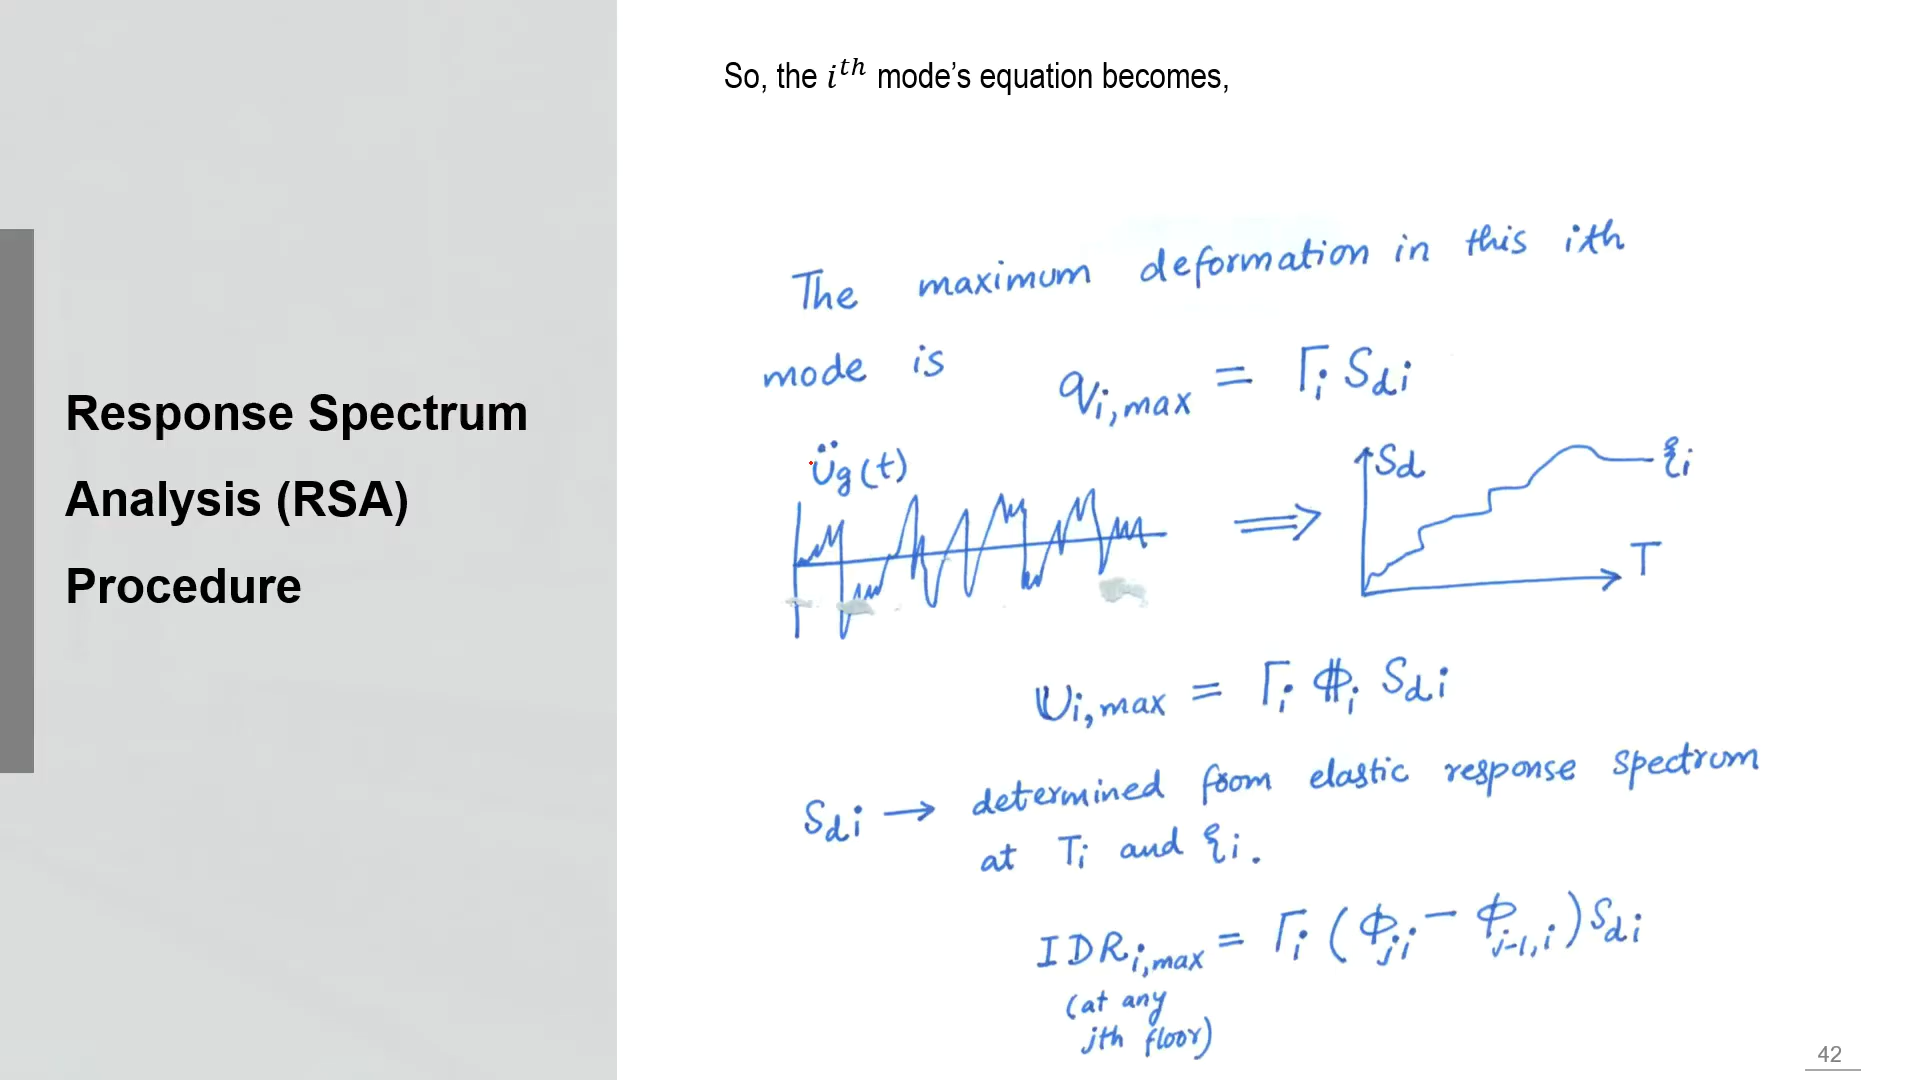 Response Spectrum
Analysis (RSA)
Procedure
So, the iᵗʰ mode’s equation becomes,
The maximum deformation in this ith
mode is qᵢ,max = Γᵢ Sdi
üg(t)
Sd
ξi
T
Ui,max = Γi ϕi Sdi
Sdi → determined from elastic response spectrum
at Ti and ξi.
IDRi,max = Γi (ϕji − ϕj-1,i) Sdi
(at any
jth floor)
42